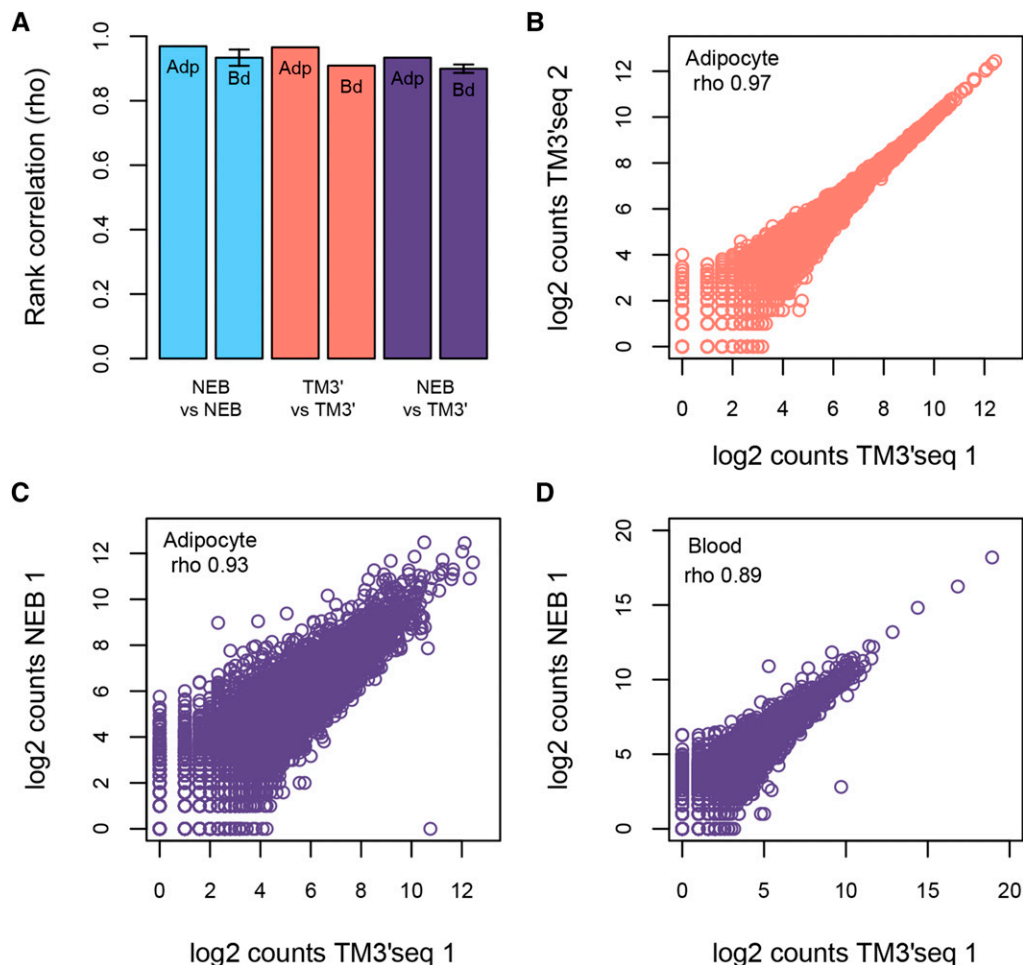 A
Rank correlation (rho)
1.0
0.8
0.6
0.4
0.2
0.0
Adp
Bd
Adp
Bd
Adp
Bd
NEB
vs NEB
TM3'
vs TM3'
NEB
vs TM3'
B
Adipocyte
rho 0.97
log2 counts TM3'seq 2
12
10
8
6
4
2
0
0 2 4 6 8 10 12
log2 counts TM3'seq 1
C
Adipocyte
rho 0.93
log2 counts NEB 1
12
10
8
6
4
2
0
0 2 4 6 8 10 12
log2 counts TM3'seq 1
D
Blood
rho 0.89
log2 counts NEB 1
20
15
10
5
0
0 5 10 15 20
log2 counts TM3'seq 1